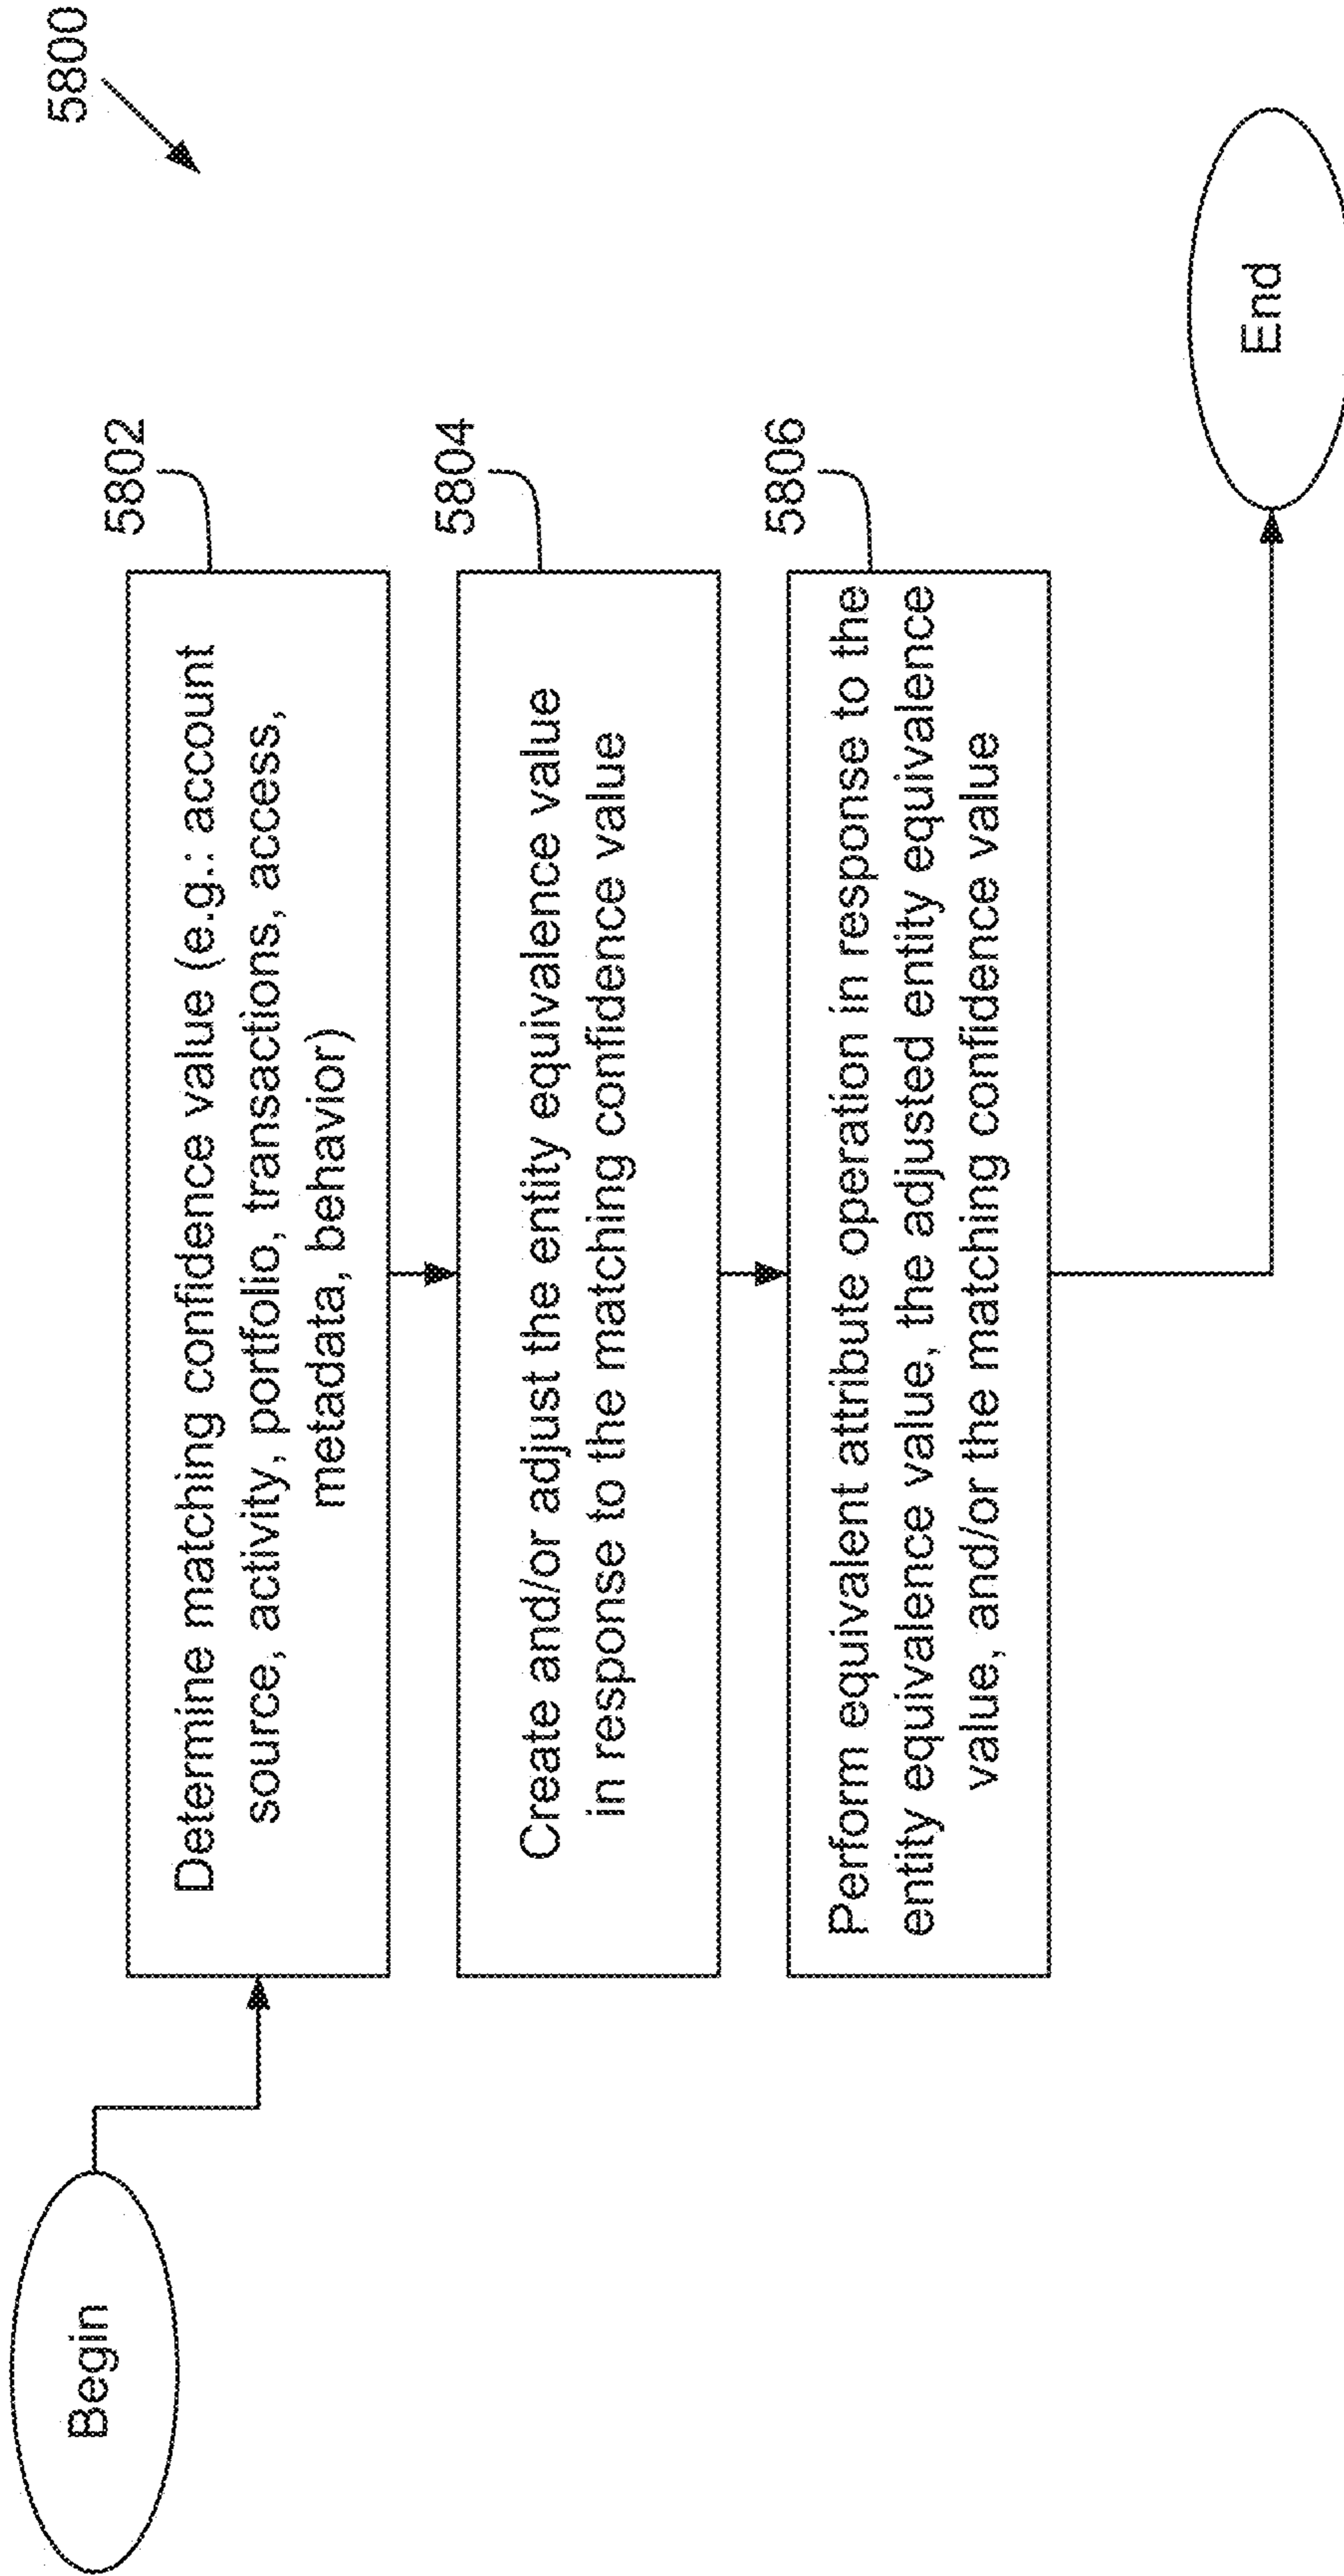 5800
Begin
5802
Determine matching confidence value (e.g.: account
source, activity, portfolio, transactions, access,
metadata, behavior)
5804
Create and/or adjust the entity equivalence value
in response to the matching confidence value
5806
Perform equivalent attribute operation in response to the
entity equivalence value, the adjusted entity equivalence
value, and/or the matching confidence value
End